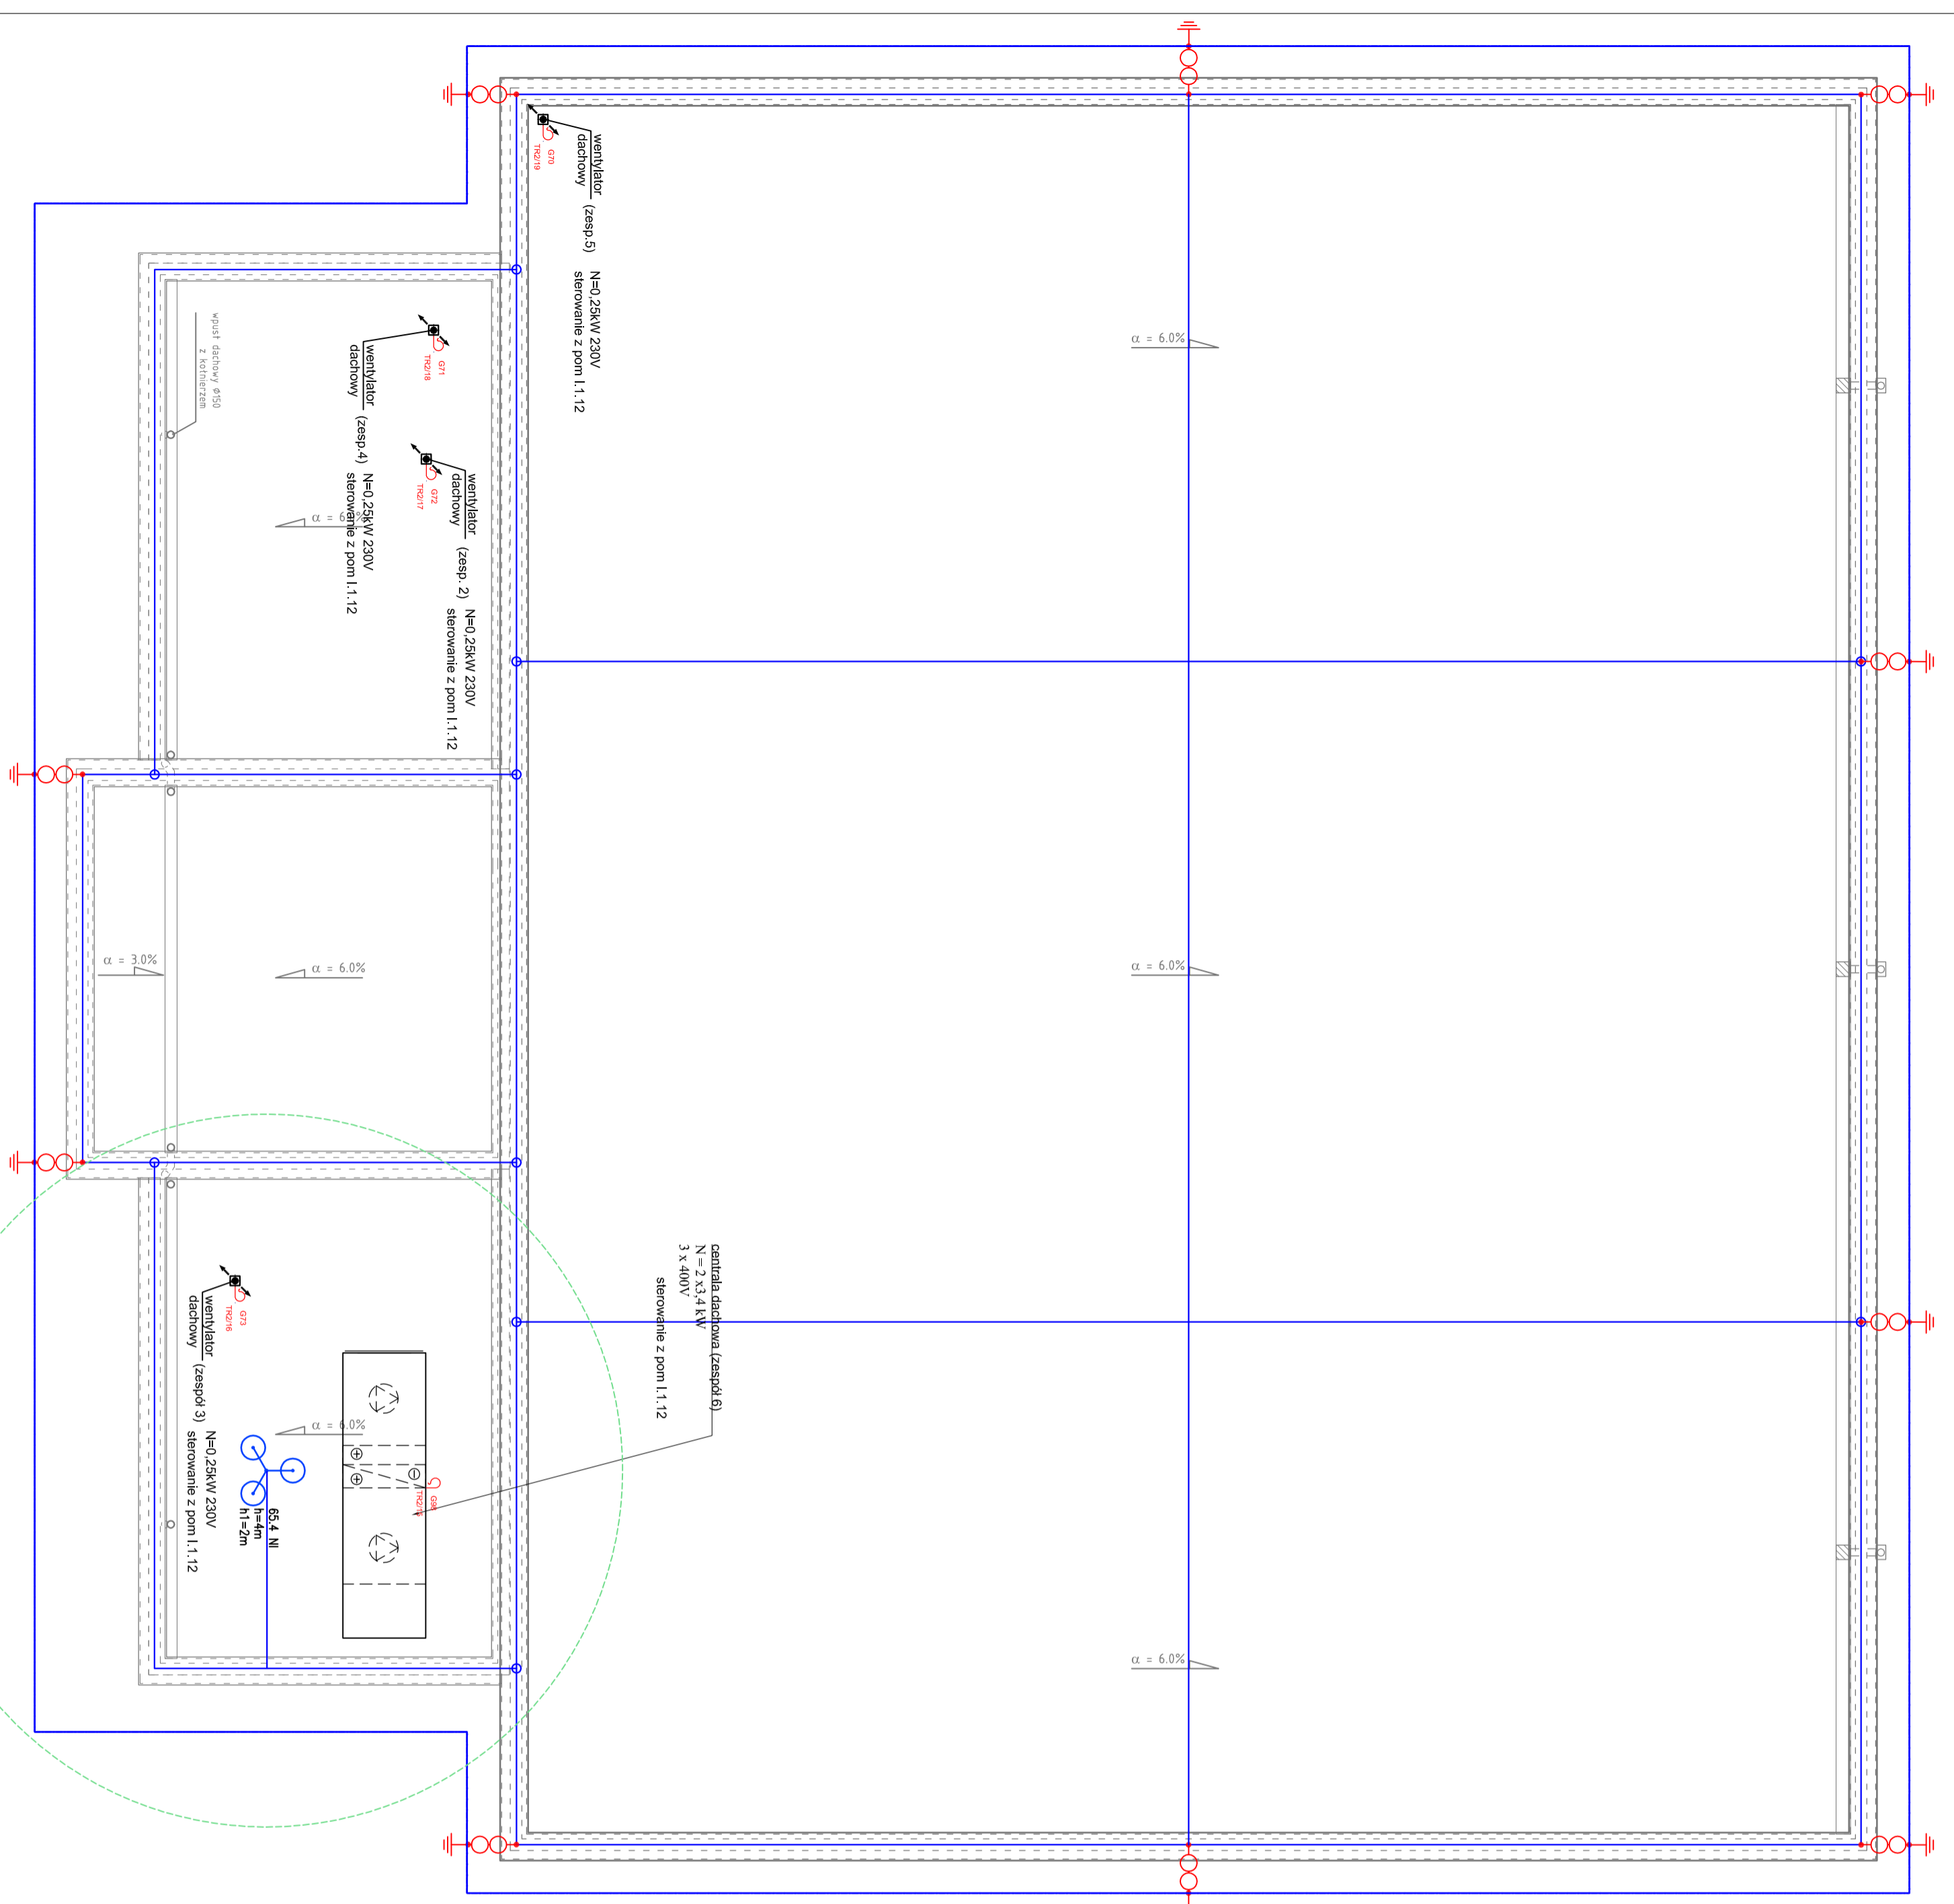 wentylator
dachowy
(zesp.5)
N=0,25kW 230V
sterowanie z pom I.1.12
G70
TR2/19
wpust dachowy Ø150
z kołnierzem
G71
TR2/18
wentylator
dachowy
(zesp.4)
N=0,25kW 230V
sterowanie z pom I.1.12
G72
TR2/17
wentylator
dachowy
(zesp. 2)
N=0,25kW 230V
sterowanie z pom I.1.12
α = 6.0%
α = 6.0%
α = 3.0%
α = 6.0%
α = 6.0%
centrala dachowa (zespół 6)
N = 2 x3,4 kW
3 x 400V
sterowanie z pom I.1.12
G73
TR2/16
wentylator
dachowy
(zespół 3)
N=0,25kW 230V
sterowanie z pom I.1.12
α = 6.0%
65.4 NI
h=4m
h1=2m
α = 6.0%